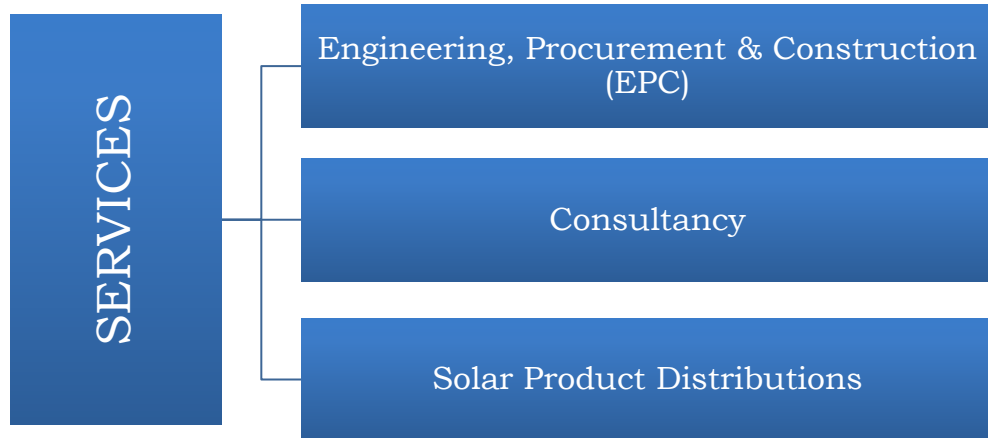 SERVICES
Engineering, Procurement & Construction
(EPC)
Consultancy
Solar Product Distributions